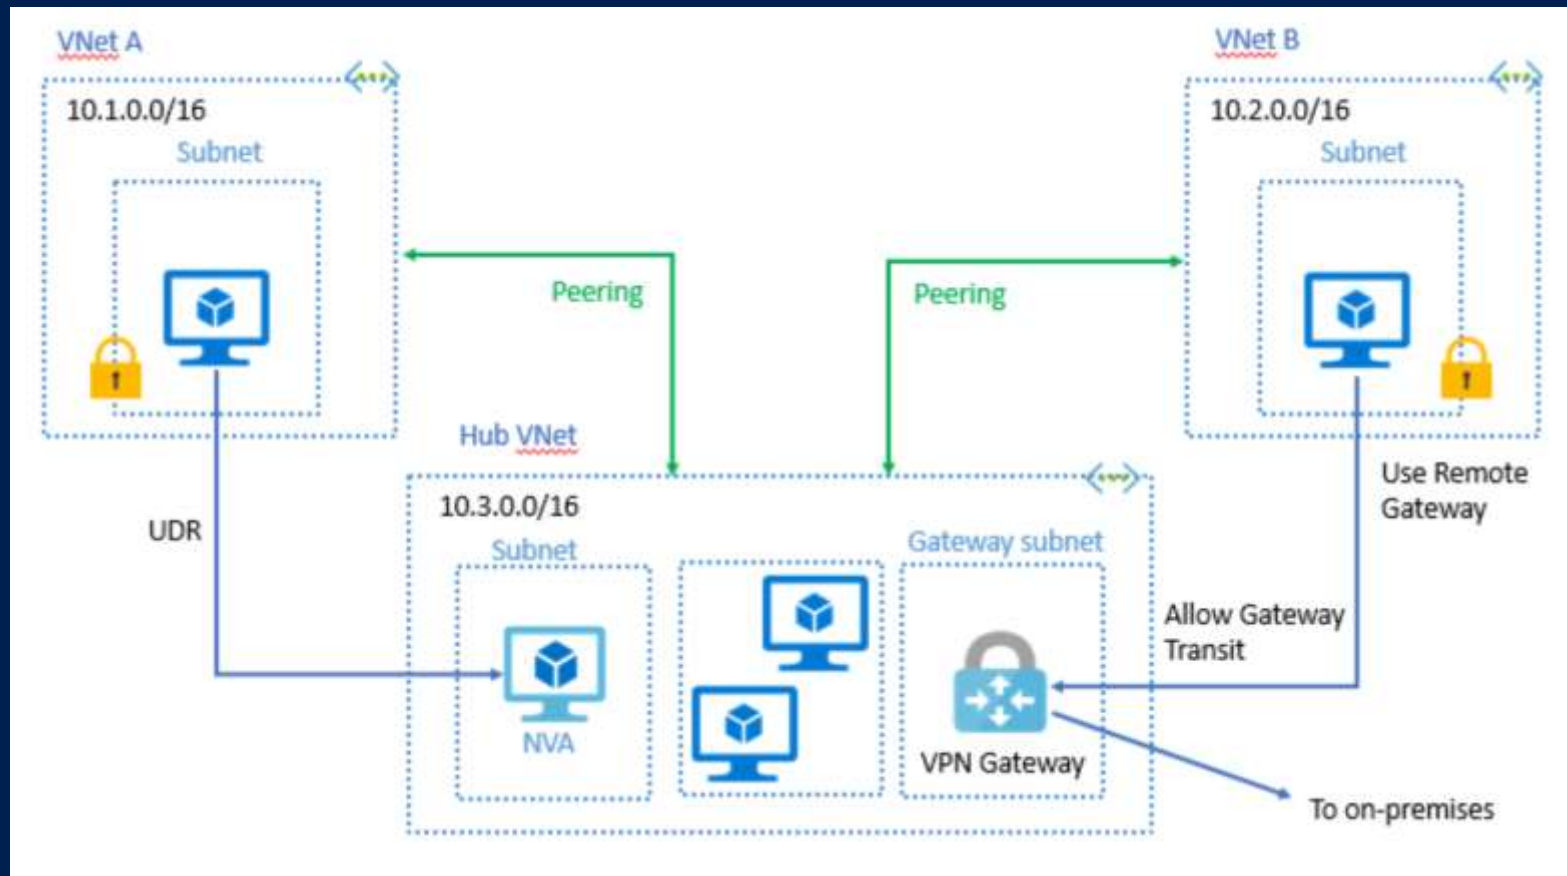 VNet A
10.1.0.0/16
Subnet
VNet B
10.2.0.0/16
Subnet
Peering
Peering
UDR
Hub VNet
10.3.0.0/16
Subnet
NVA
Gateway subnet
VPN Gateway
Use Remote
Gateway
Allow Gateway
Transit
To on-premises